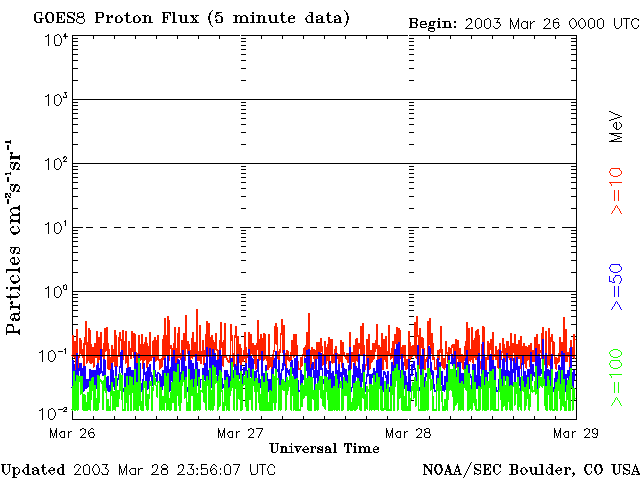 GOES8 Proton Flux (5 minute data)
Begin: 2003 Mar 26 0000 UTC
Particles cm⁻²s⁻¹sr⁻¹
10⁴
10³
10²
10¹
10⁰
10⁻¹
10⁻²
MeV
>=10
>=50
>=100
Mar 26 Mar 27 Mar 28 Mar 29
Universal Time
Updated 2003 Mar 28 23:56:07 UTC
NOAA/SEC Boulder, CO USA